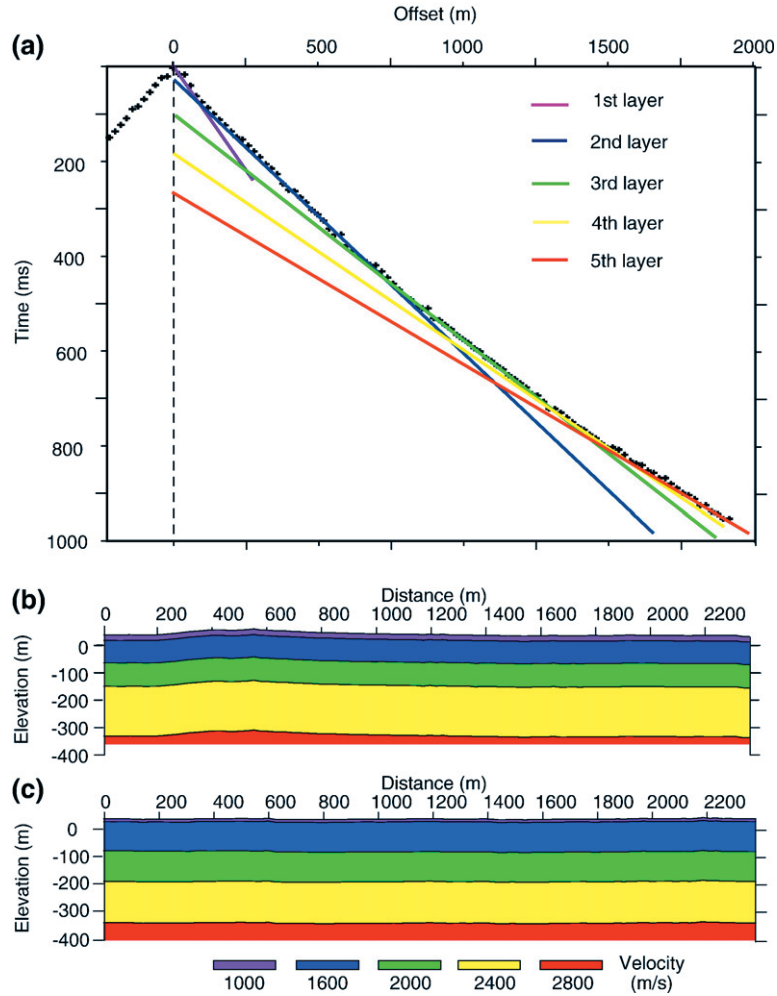 Offset (m)
(a)
0 500 1000 1500 2000
200
400
600
800
1000
Time (ms)
1st layer
2nd layer
3rd layer
4th layer
5th layer
(b)
Distance (m)
0 200 400 600 800 1000 1200 1400 1600 1800 2000 2200
0
-100
-200
-300
-400
Elevation (m)
(c)
Distance (m)
0 200 400 600 800 1000 1200 1400 1600 1800 2000 2200
0
-100
-200
-300
-400
Elevation (m)
Velocity
1000 1600 2000 2400 2800 (m/s)